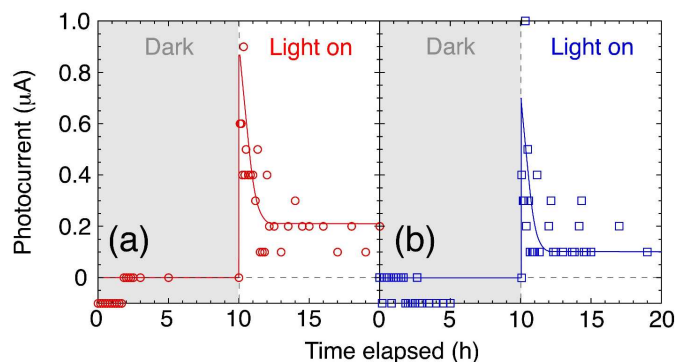 Dark Light on Dark Light on
Photocurrent (μA)
1.0
0.8
0.6
0.4
0.2
0
(a) (b)
0 5 10 15 0 5 10 15 20
Time elapsed (h)